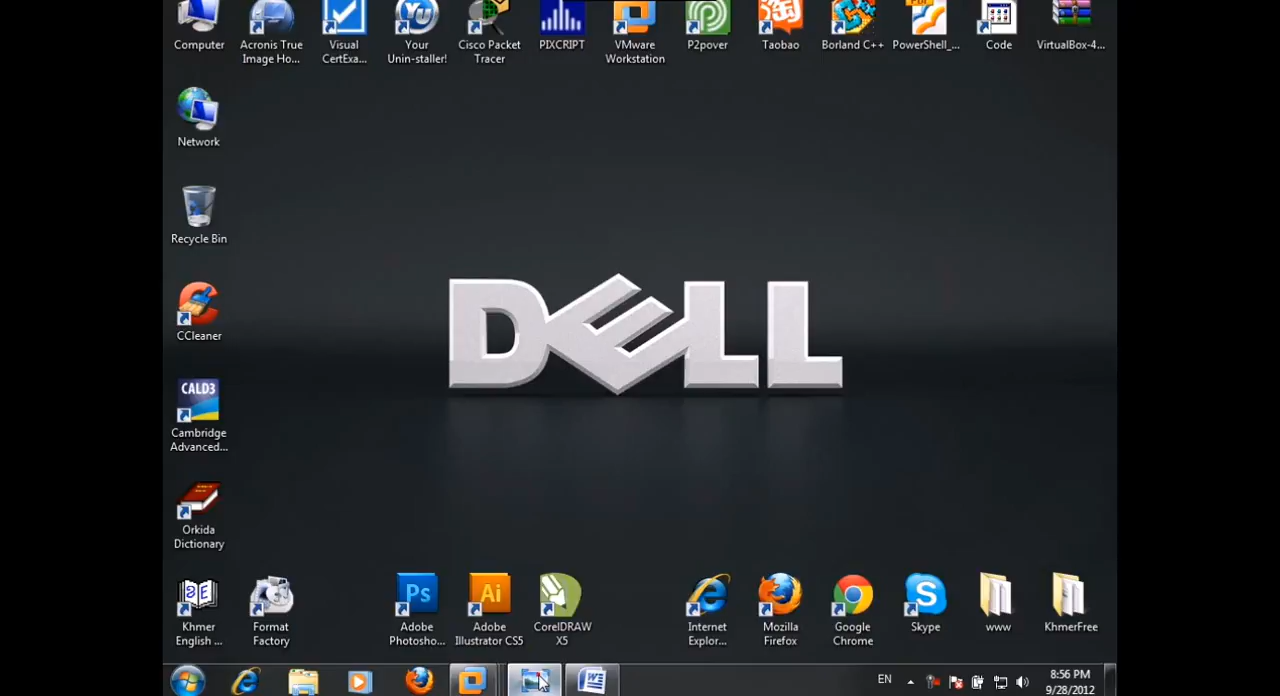 Computer
Acronis True
Image Ho...
Visual
CertExa...
Your
Unin-staller!
Cisco Packet
Tracer
PIXCRIPT
VMware
Workstation
P2pover
Taobao
Borland C++
PowerShell_...
Code
VirtualBox-4...
Network
Recycle Bin
CCleaner
CALD3
Cambridge
Advanced...
Orkida
Dictionary
DELL
Khmer
English ...
Format
Factory
Ps
Adobe
Photosho...
Ai
Adobe
Illustrator CS5
CorelDRAW
X5
Internet
Explor...
Mozilla
Firefox
Google
Chrome
Skype
www
KhmerFree
EN
8:56 PM
9/28/2012